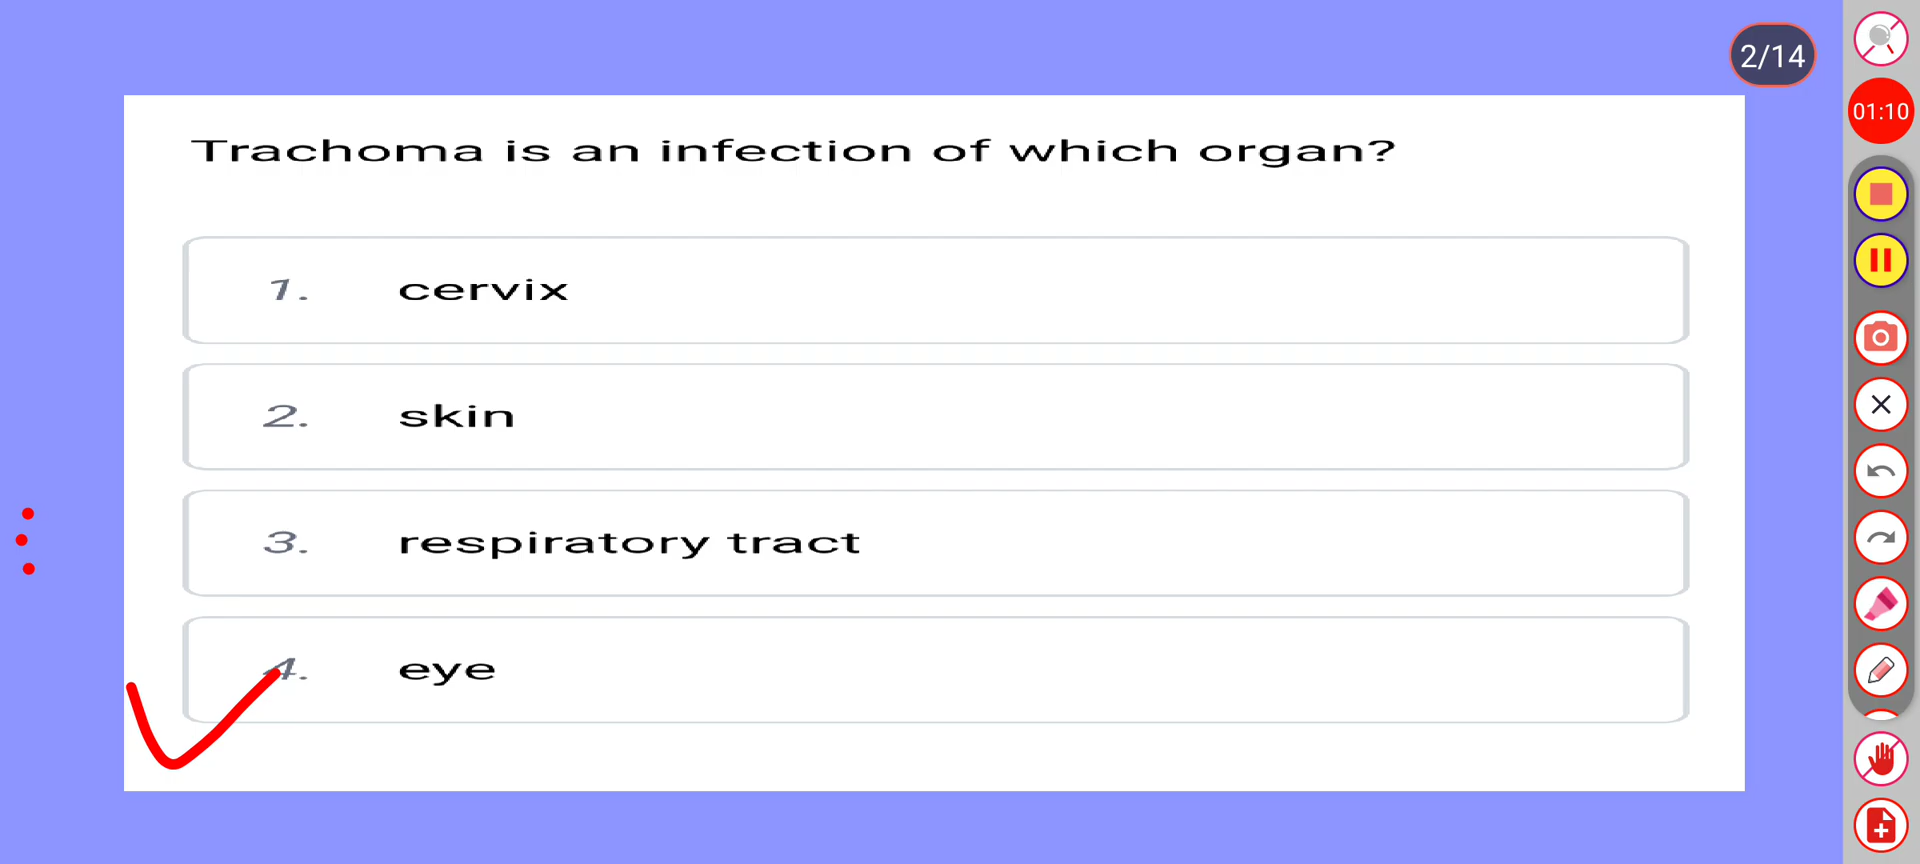 2/14
01:10
Trachoma is an infection of which organ?
1. cervix
2. skin
3. respiratory tract
4. eye